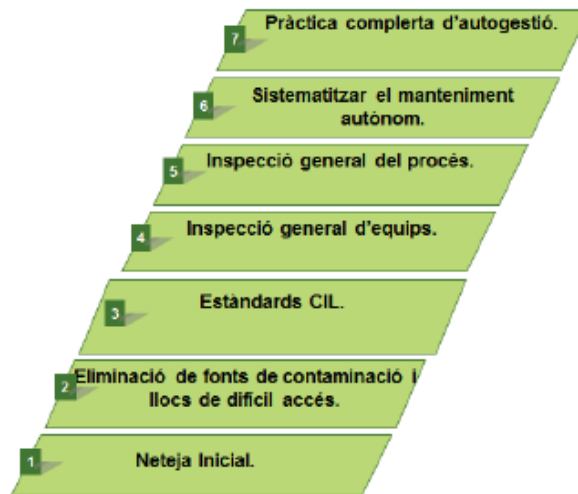 7 Pràctica complerta d'autogestió.
6 Sistematitzar el manteniment
autònom.
5 Inspecció general del procés.
4 Inspecció general d'equips.
3 Estàndards CIL.
2 Eliminació de fonts de contaminació i
llocs de difícil accés.
1 Neteja Inicial.